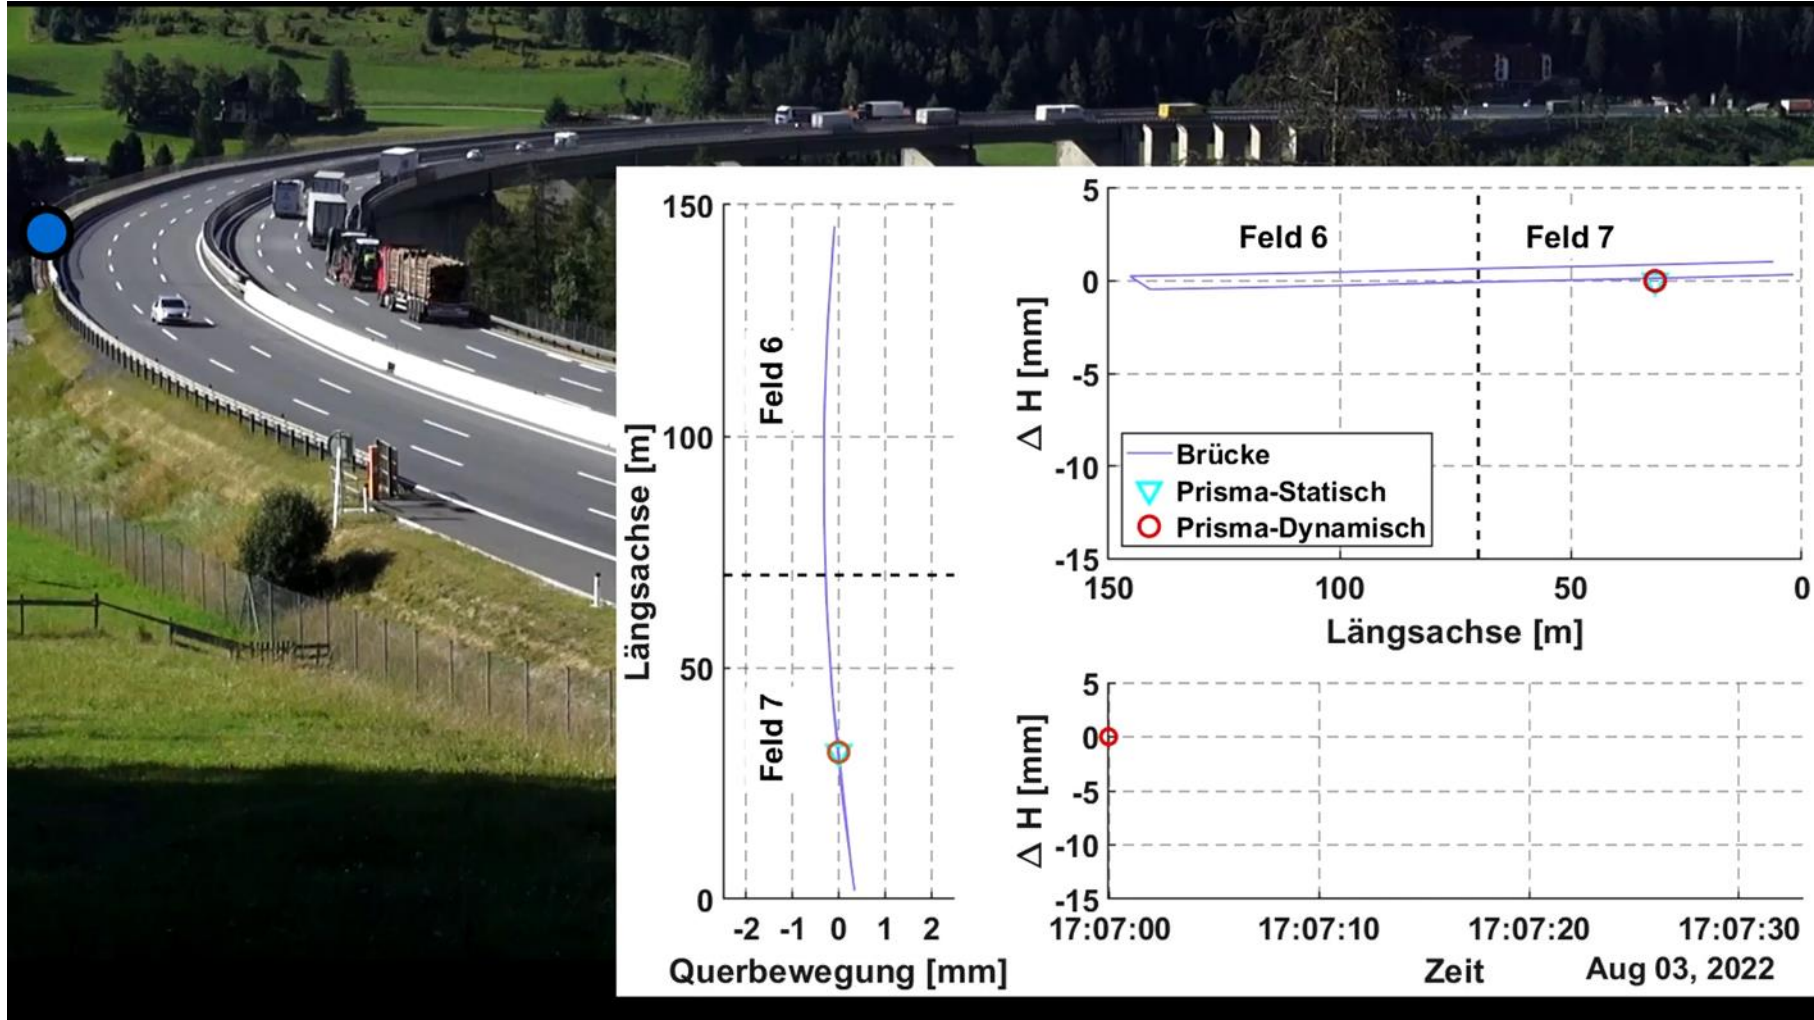 150
100
50
0
Längsachse [m]
Feld 6
Feld 7
-2 -1 0 1 2
Querbewegung [mm]
5
0
-5
-10
-15
Δ H [mm]
Feld 6 Feld 7
Brücke
Prisma-Statisch
Prisma-Dynamisch
150 100 50 0
Längsachse [m]
5
0
-5
-10
-15
Δ H [mm]
17:07:00 17:07:10 17:07:20 17:07:30
Zeit Aug 03, 2022